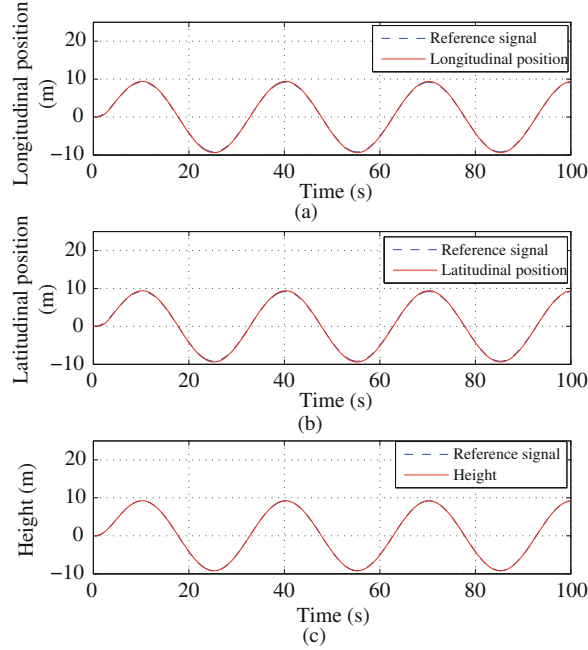 Longitudinal position
(m)
20
10
0
−10
Reference signal
Longitudinal position
0 20 40 60 80 100
Time (s)
(a)
Latitudinal position
(m)
20
10
0
−10
Reference signal
Latitudinal position
0 20 40 60 80 100
Time (s)
(b)
Height (m)
20
10
0
−10
Reference signal
Height
0 20 40 60 80 100
Time (s)
(c)